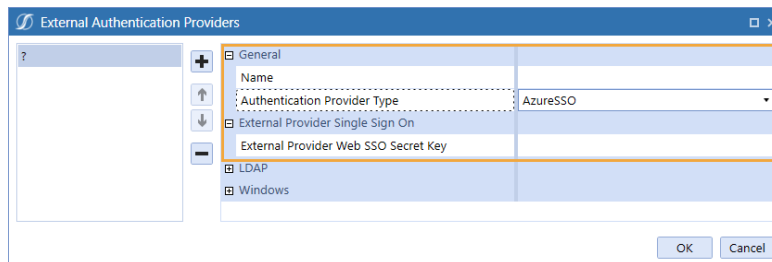 External Authentication Providers
?
General
Name
Authentication Provider Type AzureSSO
External Provider Single Sign On
External Provider Web SSO Secret Key
LDAP
Windows
OK Cancel